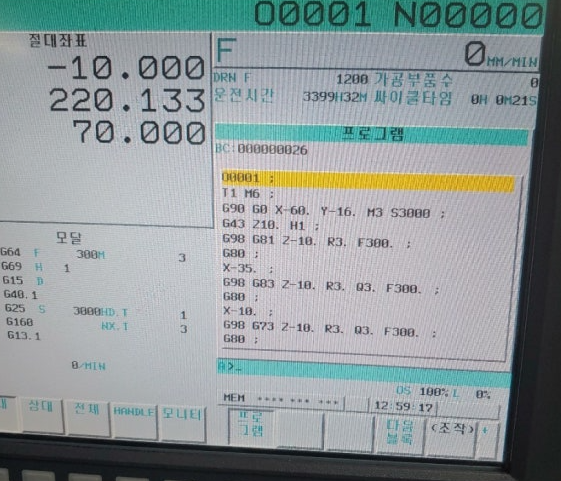 O0001 N00000
절대좌표
-10.000
220.133
70.000
F 0 MM/MIN
DRN F 1200 가공부품수 0
운전시간 3399H32M 싸이클타임 0H 0M21S
프로그램
BC:000000026
O0001 ;
T1 M6 ;
G90 G0 X-60. Y-16. M3 S3000 ;
G43 Z10. H1 ;
G98 G81 Z-10. R3. F300. ;
G80 ;
X-35. ;
G98 G83 Z-10. R3. Q3. F300. ;
G80 ;
X-10. ;
G98 G73 Z-10. R3. Q3. F300. ;
G80 ;
모달
G64 F 300M 3
G69 H 1
G15 D
G40.1
G25 S 3000HD.T 1
G160 NX.T 3
G13.1
0/MIN
A>_
OS 100% L 0%
MEM **** *** ***
12:59:17
상대
전체
HANDLE
모니터
프로그램
다음블록
<조작>
+